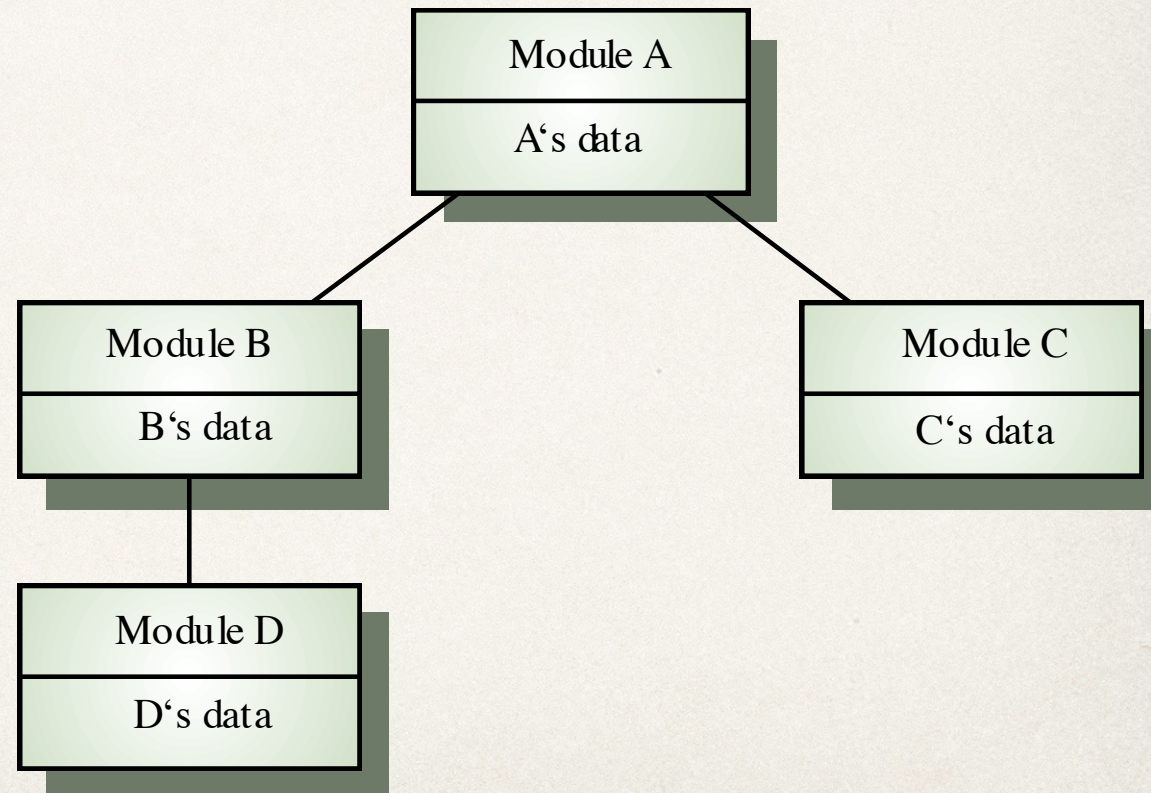 Module A
A‘s data
Module B
Module C
B‘s data
C‘s data
Module D
D‘s data